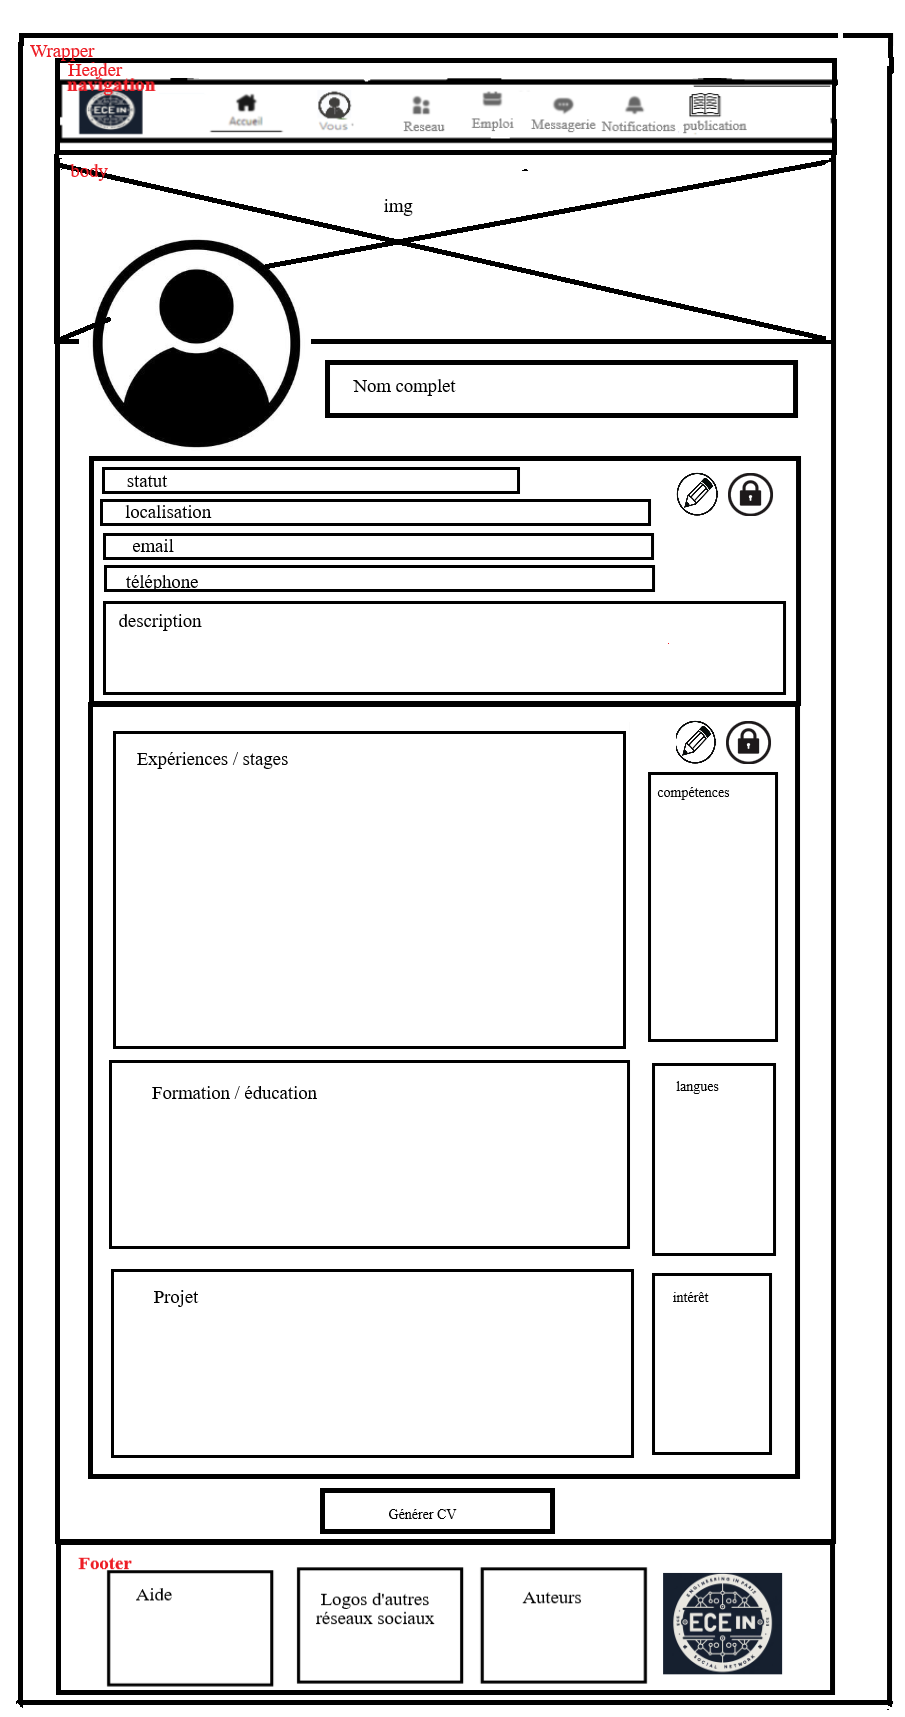 Wrapper
Header
navigation
ECE IN
Accueil
Vous
Reseau
Emploi
Messagerie
Notifications
publication
body
img
Nom complet
statut
localisation
email
téléphone
description
Expériences / stages
compétences
Formation / éducation
langues
Projet
intérêt
Générer CV
Footer
Aide
Logos d'autres
réseaux sociaux
Auteurs
ENGINEERING IN PARIS
ECE IN
SOCIAL NETWORK